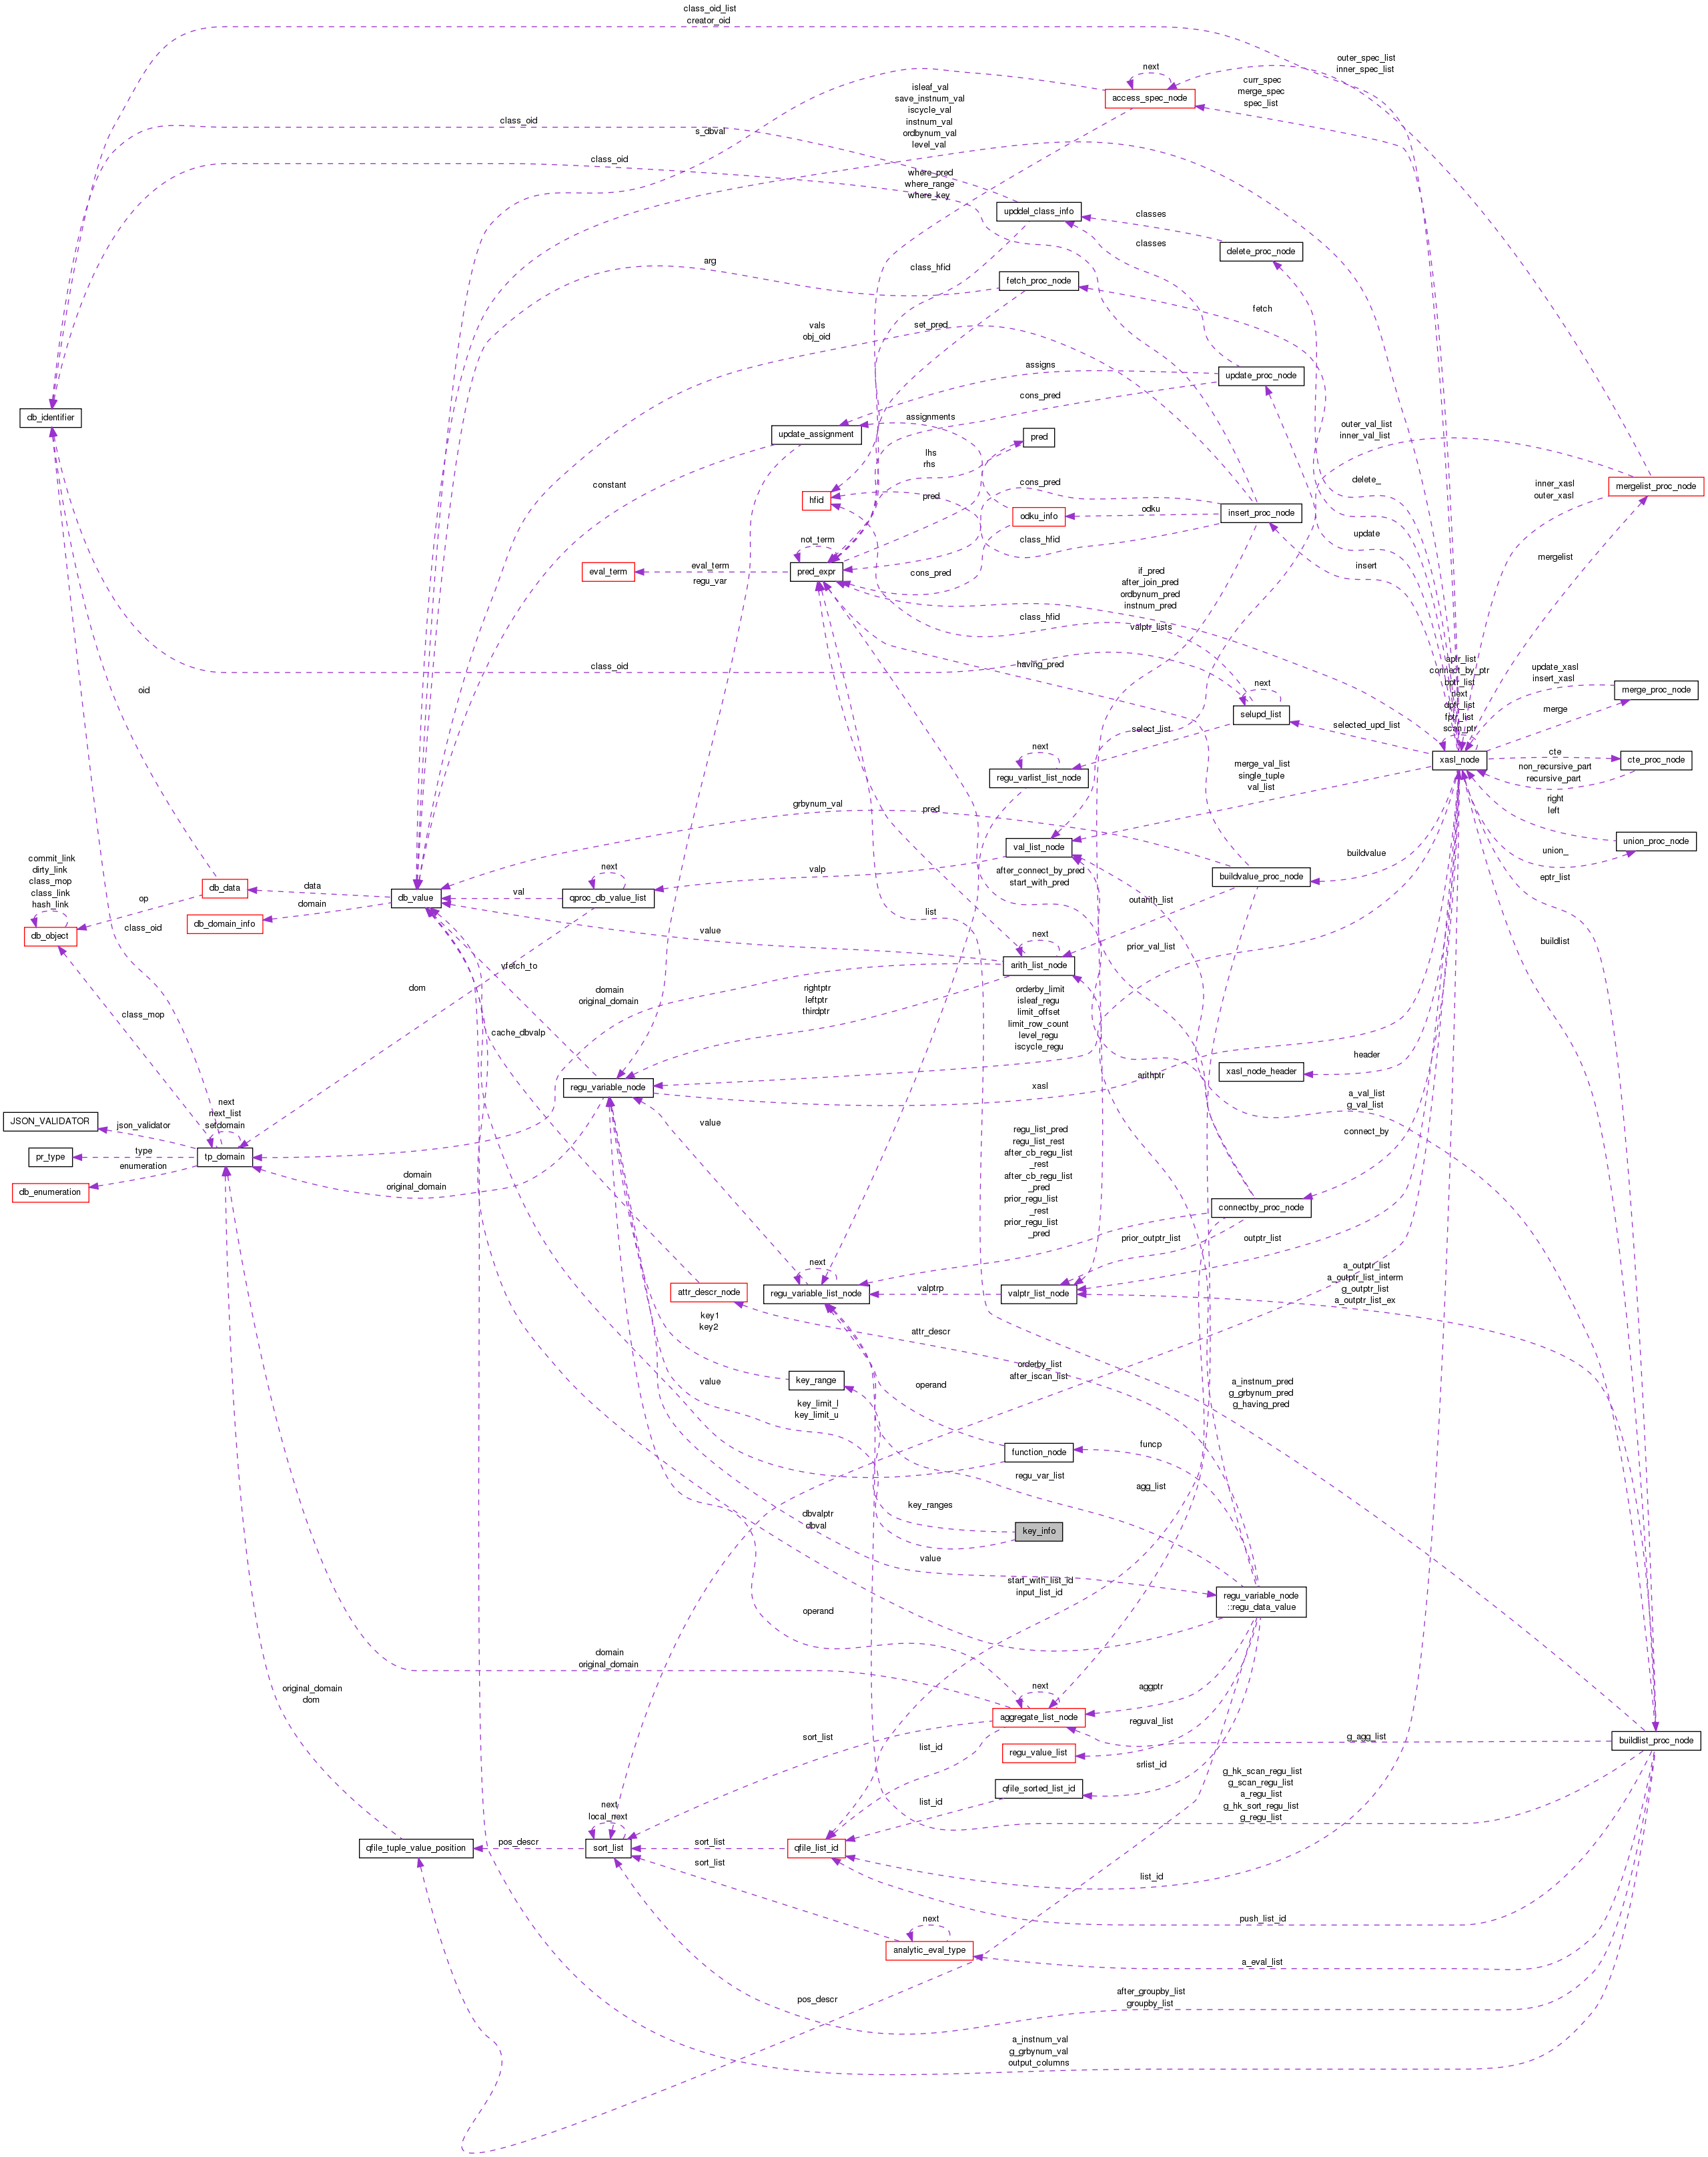 class_oid_list
creator_oid
outer_spec_list
inner_spec_list
next
curr_spec
merge_spec
spec_list
access_spec_node
isleaf_val
save_instnum_val
iscycle_val
instnum_val
ordbynum_val
level_val
class_oid
s_dbval
class_oid
where_pred
where_range
where_key
upddel_class_info
classes
classes
delete_proc_node
arg
class_hfid
fetch_proc_node
fetch
vals
obj_oid
set_pred
assigns
update_proc_node
cons_pred
db_identifier
update_assignment
assignments
pred
outer_val_list
inner_val_list
lhs
rhs
constant
delete_
inner_xasl
outer_xasl
mergelist_proc_node
hfid
pred
cons_pred
odku_info
odku
insert_proc_node
not_term
class_hfid
update
mergelist
eval_term
eval_term
regu_var
pred_expr
cons_pred
if_pred
after_join_pred
ordbynum_pred
instnum_pred
insert
class_hfid
valptr_lists
class_oid
having_pred
aptr_list
connect_by_ptr
bptr_list
next
dptr_list
fptr_list
scan_ptr
update_xasl
insert_xasl
merge_proc_node
oid
next
selupd_list
merge
selected_upd_list
select_list
next
regu_varlist_list_node
merge_val_list
single_tuple
val_list
xasl_node
cte
cte_proc_node
non_recursive_part
recursive_part
grbynum_val
pred
right
left
val_list_node
union_proc_node
union_
commit_link
dirty_link
class_mop
class_link
hash_link
next
valp
after_connect_by_pred
start_with_pred
buildvalue_proc_node
buildvalue
eptr_list
db_data
data
db_value
val
qproc_db_value_list
outarith_list
op
domain
db_domain_info
list
db_object
class_oid
value
next
arith_list_node
prior_val_list
buildlist
vfetch_to
dom
domain
original_domain
rightptr
leftptr
thirdptr
orderby_limit
isleaf_regu
limit_offset
limit_row_count
level_regu
iscycle_regu
class_mop
cache_dbvalp
header
xasl_node_header
regu_variable_node
xasl
arithptr
next
next_list
setdomain
a_val_list
g_val_list
JSON_VALIDATOR
json_validator
value
regu_list_pred
regu_list_rest
after_cb_regu_list
_rest
after_cb_regu_list
_pred
prior_regu_list
_rest
prior_regu_list
_pred
connect_by
pr_type
type
enumeration
tp_domain
db_enumeration
domain
original_domain
connectby_proc_node
prior_outptr_list
outptr_list
next
a_outptr_list
a_outptr_list_interm
g_outptr_list
a_outptr_list_ex
attr_descr_node
regu_variable_list_node
valptrp
valptr_list_node
key1
key2
attr_descr
orderby_list
after_iscan_list
key_range
value
operand
a_instnum_pred
g_grbynum_pred
g_having_pred
key_limit_l
key_limit_u
function_node
funcp
regu_var_list
agg_list
key_ranges
dbvalptr
dbval
key_info
value
start_with_list_id
input_list_id
regu_variable_node
::regu_data_value
operand
domain
original_domain
original_domain
dom
next
aggptr
aggregate_list_node
reguval_list
sort_list
list_id
regu_value_list
g_agg_list
buildlist_proc_node
srlist_id
qfile_sorted_list_id
g_hk_scan_regu_list
g_scan_regu_list
a_regu_list
g_hk_sort_regu_list
g_regu_list
next
local_next
list_id
qfile_tuple_value_position
pos_descr
sort_list
sort_list
qfile_list_id
sort_list
list_id
next
push_list_id
analytic_eval_type
a_eval_list
pos_descr
after_groupby_list
groupby_list
a_instnum_val
g_grbynum_val
output_columns